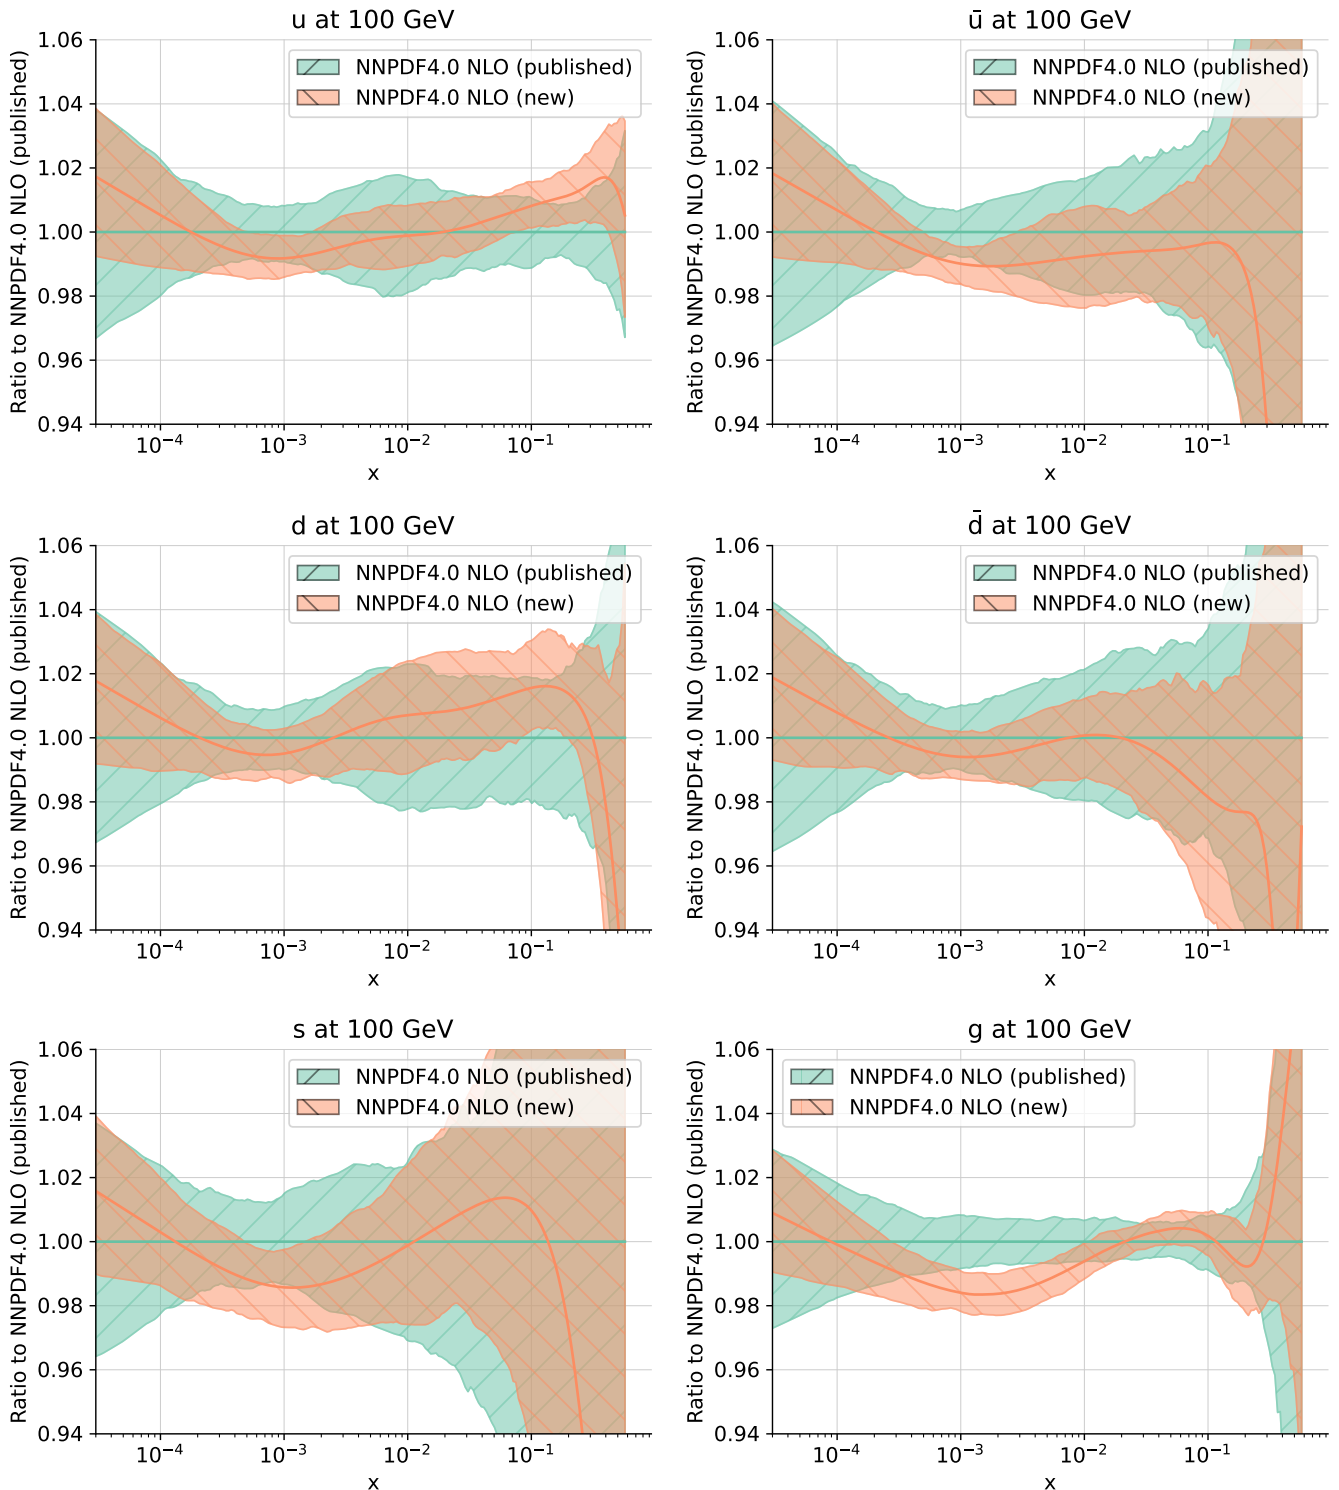 u at 100 GeV
Ratio to NNPDF4.0 NLO (published)
1.06
1.04
1.02
1.00
0.98
0.96
0.94
NNPDF4.0 NLO (published)
NNPDF4.0 NLO (new)
10⁻⁴ 10⁻³ 10⁻² 10⁻¹
x
ū at 100 GeV
Ratio to NNPDF4.0 NLO (published)
1.06
1.04
1.02
1.00
0.98
0.96
0.94
NNPDF4.0 NLO (published)
NNPDF4.0 NLO (new)
10⁻⁴ 10⁻³ 10⁻² 10⁻¹
x
d at 100 GeV
Ratio to NNPDF4.0 NLO (published)
1.06
1.04
1.02
1.00
0.98
0.96
0.94
NNPDF4.0 NLO (published)
NNPDF4.0 NLO (new)
10⁻⁴ 10⁻³ 10⁻² 10⁻¹
x
d̄ at 100 GeV
Ratio to NNPDF4.0 NLO (published)
1.06
1.04
1.02
1.00
0.98
0.96
0.94
NNPDF4.0 NLO (published)
NNPDF4.0 NLO (new)
10⁻⁴ 10⁻³ 10⁻² 10⁻¹
x
s at 100 GeV
Ratio to NNPDF4.0 NLO (published)
1.06
1.04
1.02
1.00
0.98
0.96
0.94
NNPDF4.0 NLO (published)
NNPDF4.0 NLO (new)
10⁻⁴ 10⁻³ 10⁻² 10⁻¹
x
g at 100 GeV
Ratio to NNPDF4.0 NLO (published)
1.06
1.04
1.02
1.00
0.98
0.96
0.94
NNPDF4.0 NLO (published)
NNPDF4.0 NLO (new)
10⁻⁴ 10⁻³ 10⁻² 10⁻¹
x